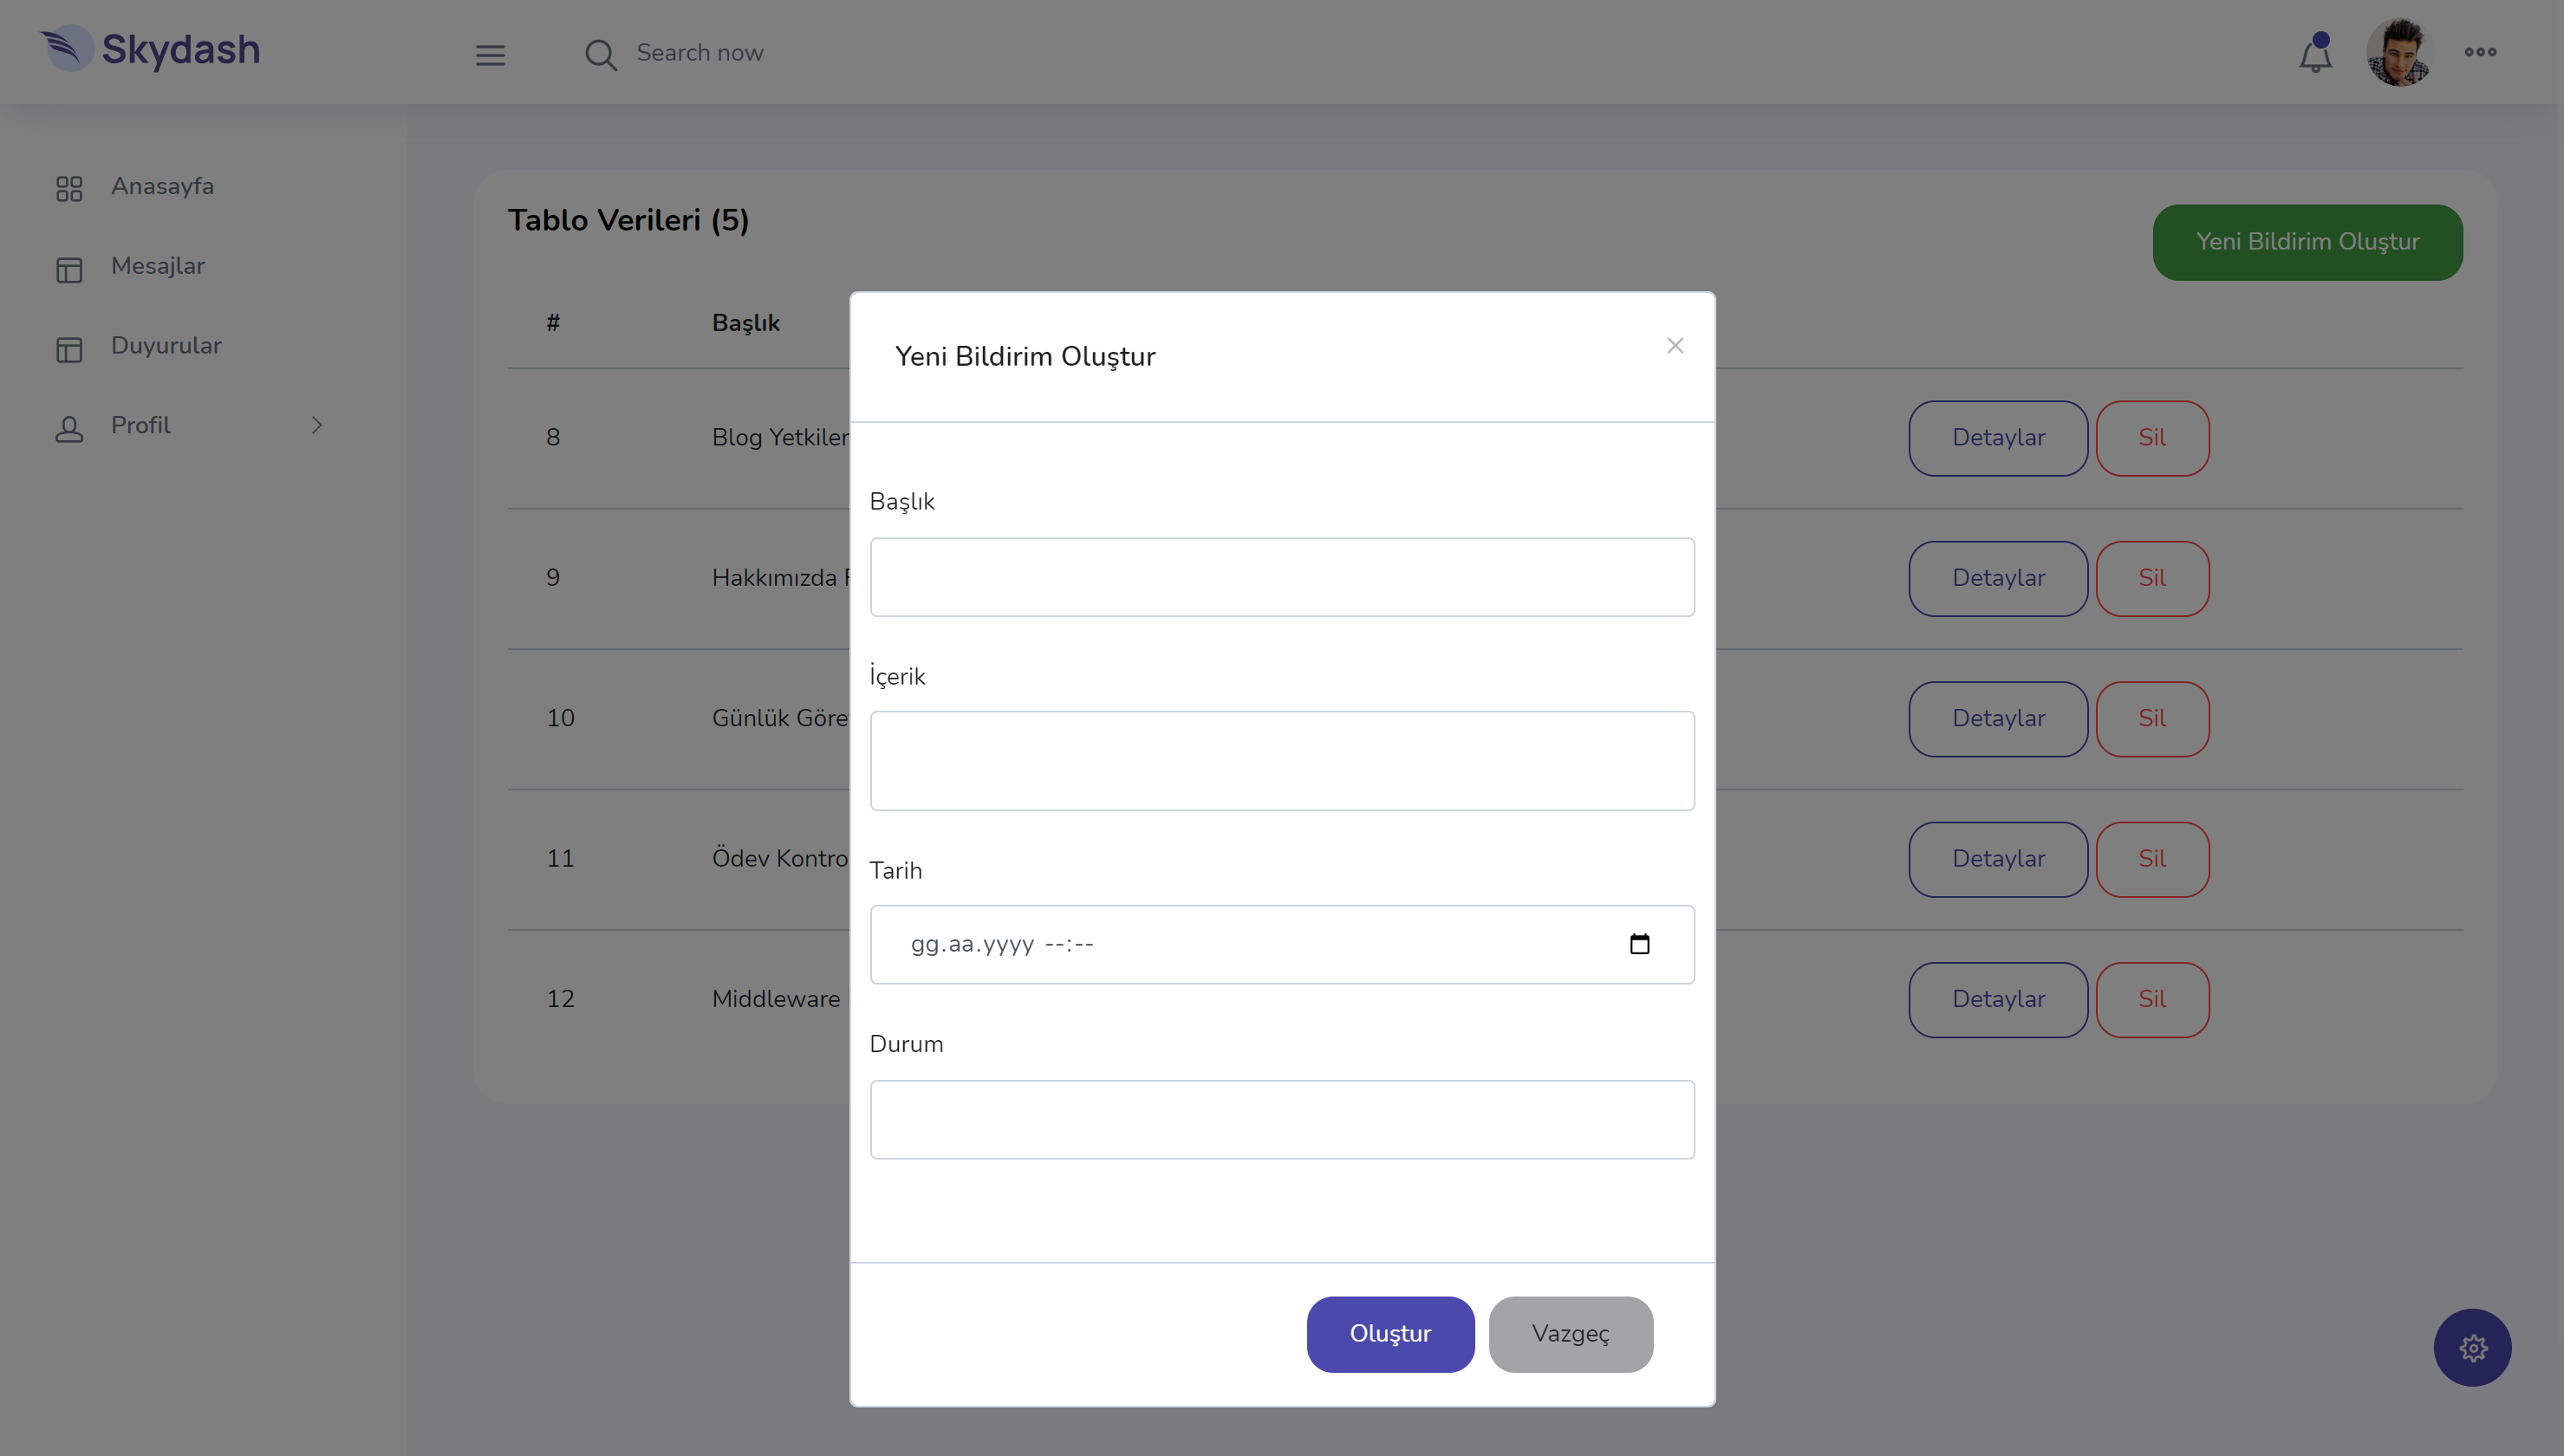 Skydash
Search now
Anasayfa
Mesajlar
Duyurular
Profil
Tablo Verileri (5)
Yeni Bildirim Oluştur
# Başlık
8 Blog Yetkiler Detaylar Sil
9 Hakkımızda Detaylar Sil
10 Günlük Göre Detaylar Sil
11 Ödev Kontro Detaylar Sil
12 Middleware Detaylar Sil
Yeni Bildirim Oluştur
×
Başlık
İçerik
Tarih
gg.aa.yyyy --:--
Durum
Oluştur Vazgeç